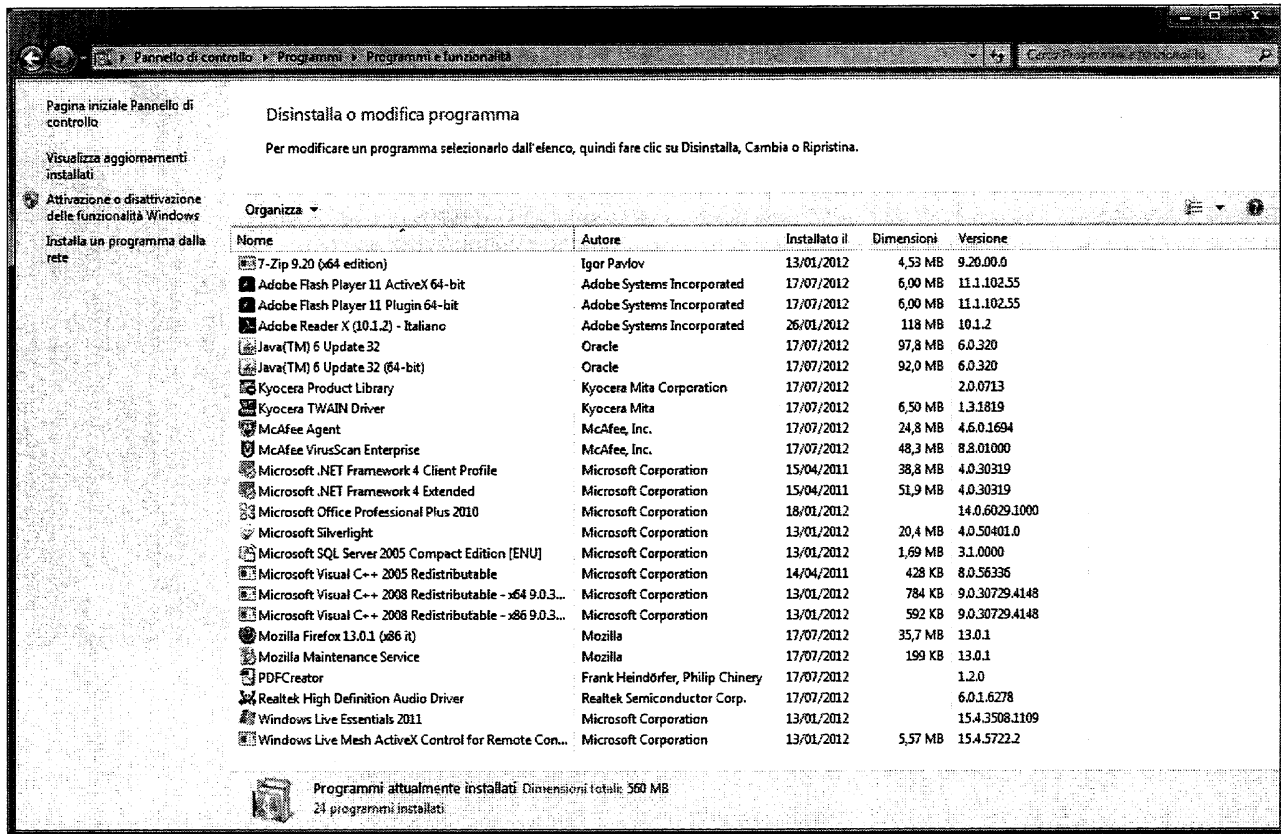 Pannello di controllo ▸ Programmi ▸ Programmi e funzionalità
Cerca Programmi e funzionalità
Pagina iniziale Pannello di controllo
Visualizza aggiornamenti installati
Attivazione o disattivazione delle funzionalità Windows
Installa un programma dalla rete
Disinstalla o modifica programma
Per modificare un programma selezionarlo dall'elenco, quindi fare clic su Disinstalla, Cambia o Ripristina.
Organizza
Nome Autore Installato il Dimensioni Versione
7-Zip 9.20 (x64 edition) Igor Pavlov 13/01/2012 4,53 MB 9.20.00.0
Adobe Flash Player 11 ActiveX 64-bit Adobe Systems Incorporated 17/07/2012 6,00 MB 11.1.102.55
Adobe Flash Player 11 Plugin 64-bit Adobe Systems Incorporated 17/07/2012 6,00 MB 11.1.102.55
Adobe Reader X (10.1.2) - Italiano Adobe Systems Incorporated 26/01/2012 118 MB 10.1.2
Java(TM) 6 Update 32 Oracle 17/07/2012 97,8 MB 6.0.320
Java(TM) 6 Update 32 (64-bit) Oracle 17/07/2012 92,0 MB 6.0.320
Kyocera Product Library Kyocera Mita Corporation 17/07/2012 2.0.0713
Kyocera TWAIN Driver Kyocera Mita 17/07/2012 6,50 MB 1.3.1819
McAfee Agent McAfee, Inc. 17/07/2012 24,8 MB 4.6.0.1694
McAfee VirusScan Enterprise McAfee, Inc. 17/07/2012 48,3 MB 8.8.01000
Microsoft .NET Framework 4 Client Profile Microsoft Corporation 15/04/2011 38,8 MB 4.0.30319
Microsoft .NET Framework 4 Extended Microsoft Corporation 15/04/2011 51,9 MB 4.0.30319
Microsoft Office Professional Plus 2010 Microsoft Corporation 18/01/2012 14.0.6029.1000
Microsoft Silverlight Microsoft Corporation 13/01/2012 20,4 MB 4.0.50401.0
Microsoft SQL Server 2005 Compact Edition [ENU] Microsoft Corporation 13/01/2012 1,69 MB 3.1.0000
Microsoft Visual C++ 2005 Redistributable Microsoft Corporation 14/04/2011 428 KB 8.0.56336
Microsoft Visual C++ 2008 Redistributable - x64 9.0.3... Microsoft Corporation 13/01/2012 784 KB 9.0.30729.4148
Microsoft Visual C++ 2008 Redistributable - x86 9.0.3... Microsoft Corporation 13/01/2012 592 KB 9.0.30729.4148
Mozilla Firefox 13.0.1 (x86 it) Mozilla 17/07/2012 35,7 MB 13.0.1
Mozilla Maintenance Service Mozilla 17/07/2012 199 KB 13.0.1
PDFCreator Frank Heindörfer, Philip Chinery 17/07/2012 1.2.0
Realtek High Definition Audio Driver Realtek Semiconductor Corp. 17/07/2012 6.0.1.6278
Windows Live Essentials 2011 Microsoft Corporation 13/01/2012 15.4.3508.1109
Windows Live Mesh ActiveX Control for Remote Con... Microsoft Corporation 13/01/2012 5,57 MB 15.4.5722.2
Programmi attualmente installati Dimensioni totali: 560 MB
24 programmi installati